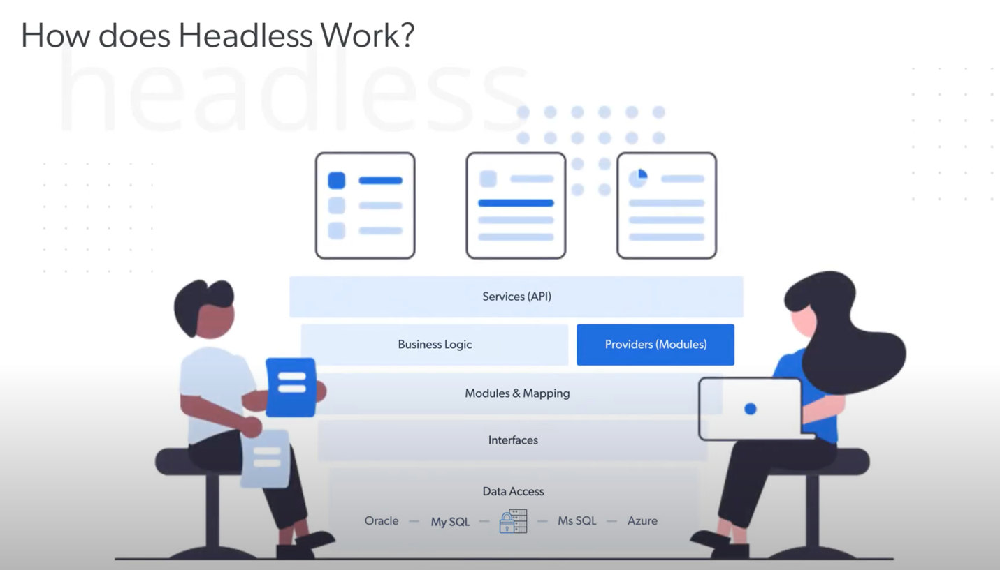 How does Headless Work?
headless
Services (API)
Business Logic
Providers (Modules)
Modules & Mapping
Interfaces
Data Access
Oracle — My SQL — — Ms SQL — Azure